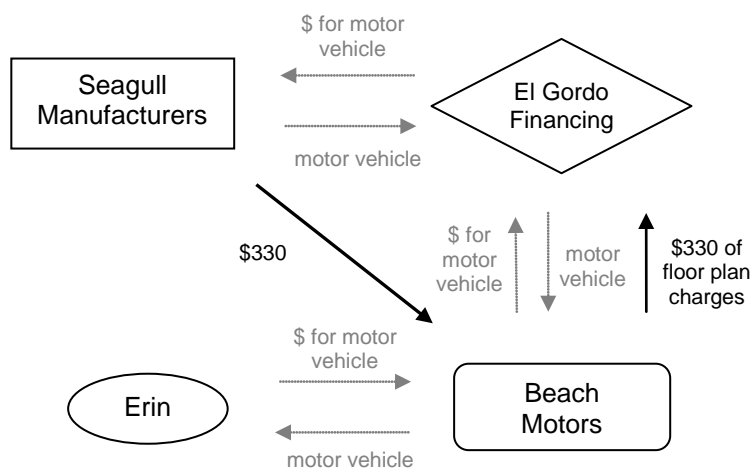 $ for motor
vehicle
Seagull
Manufacturers
El Gordo
Financing
motor vehicle
$330
$ for
motor
vehicle
motor
vehicle
$330 of
floor plan
charges
$ for motor
vehicle
Erin
Beach
Motors
motor vehicle